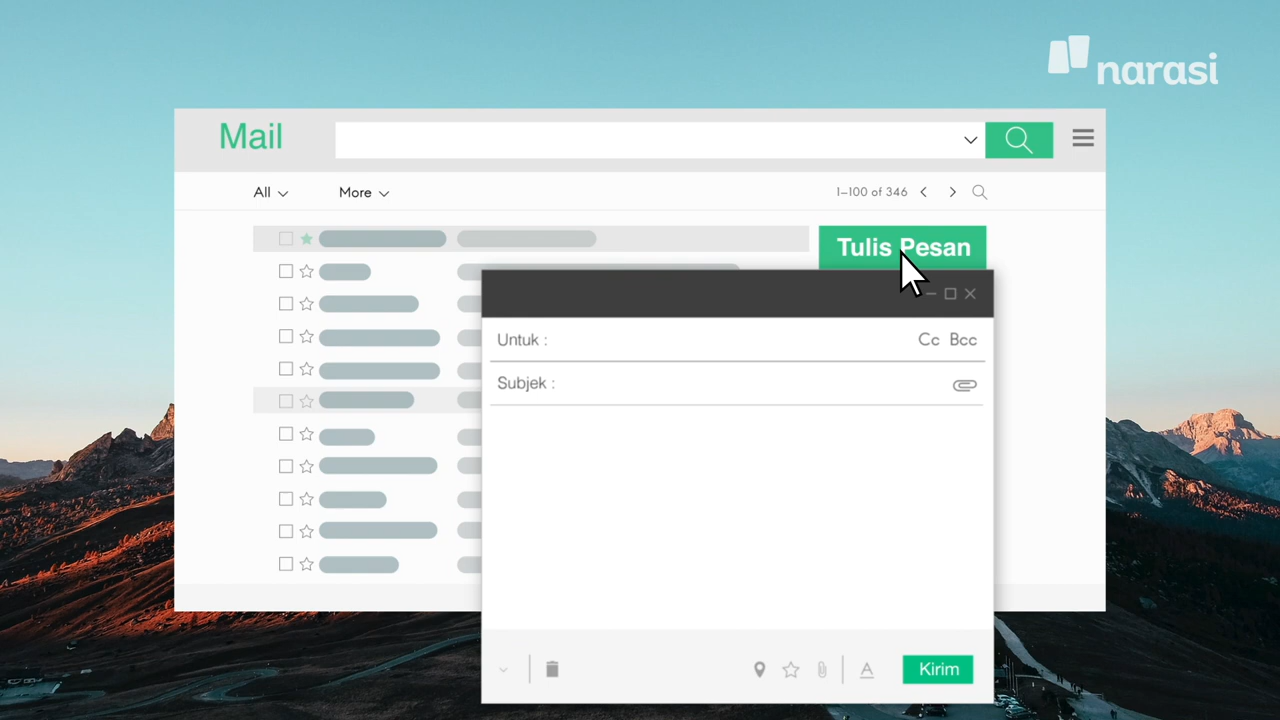 narasi
Mail
All More 1-100 of 346
Tulis Pesan
Untuk : Cc Bcc
Subjek :
A
Kirim